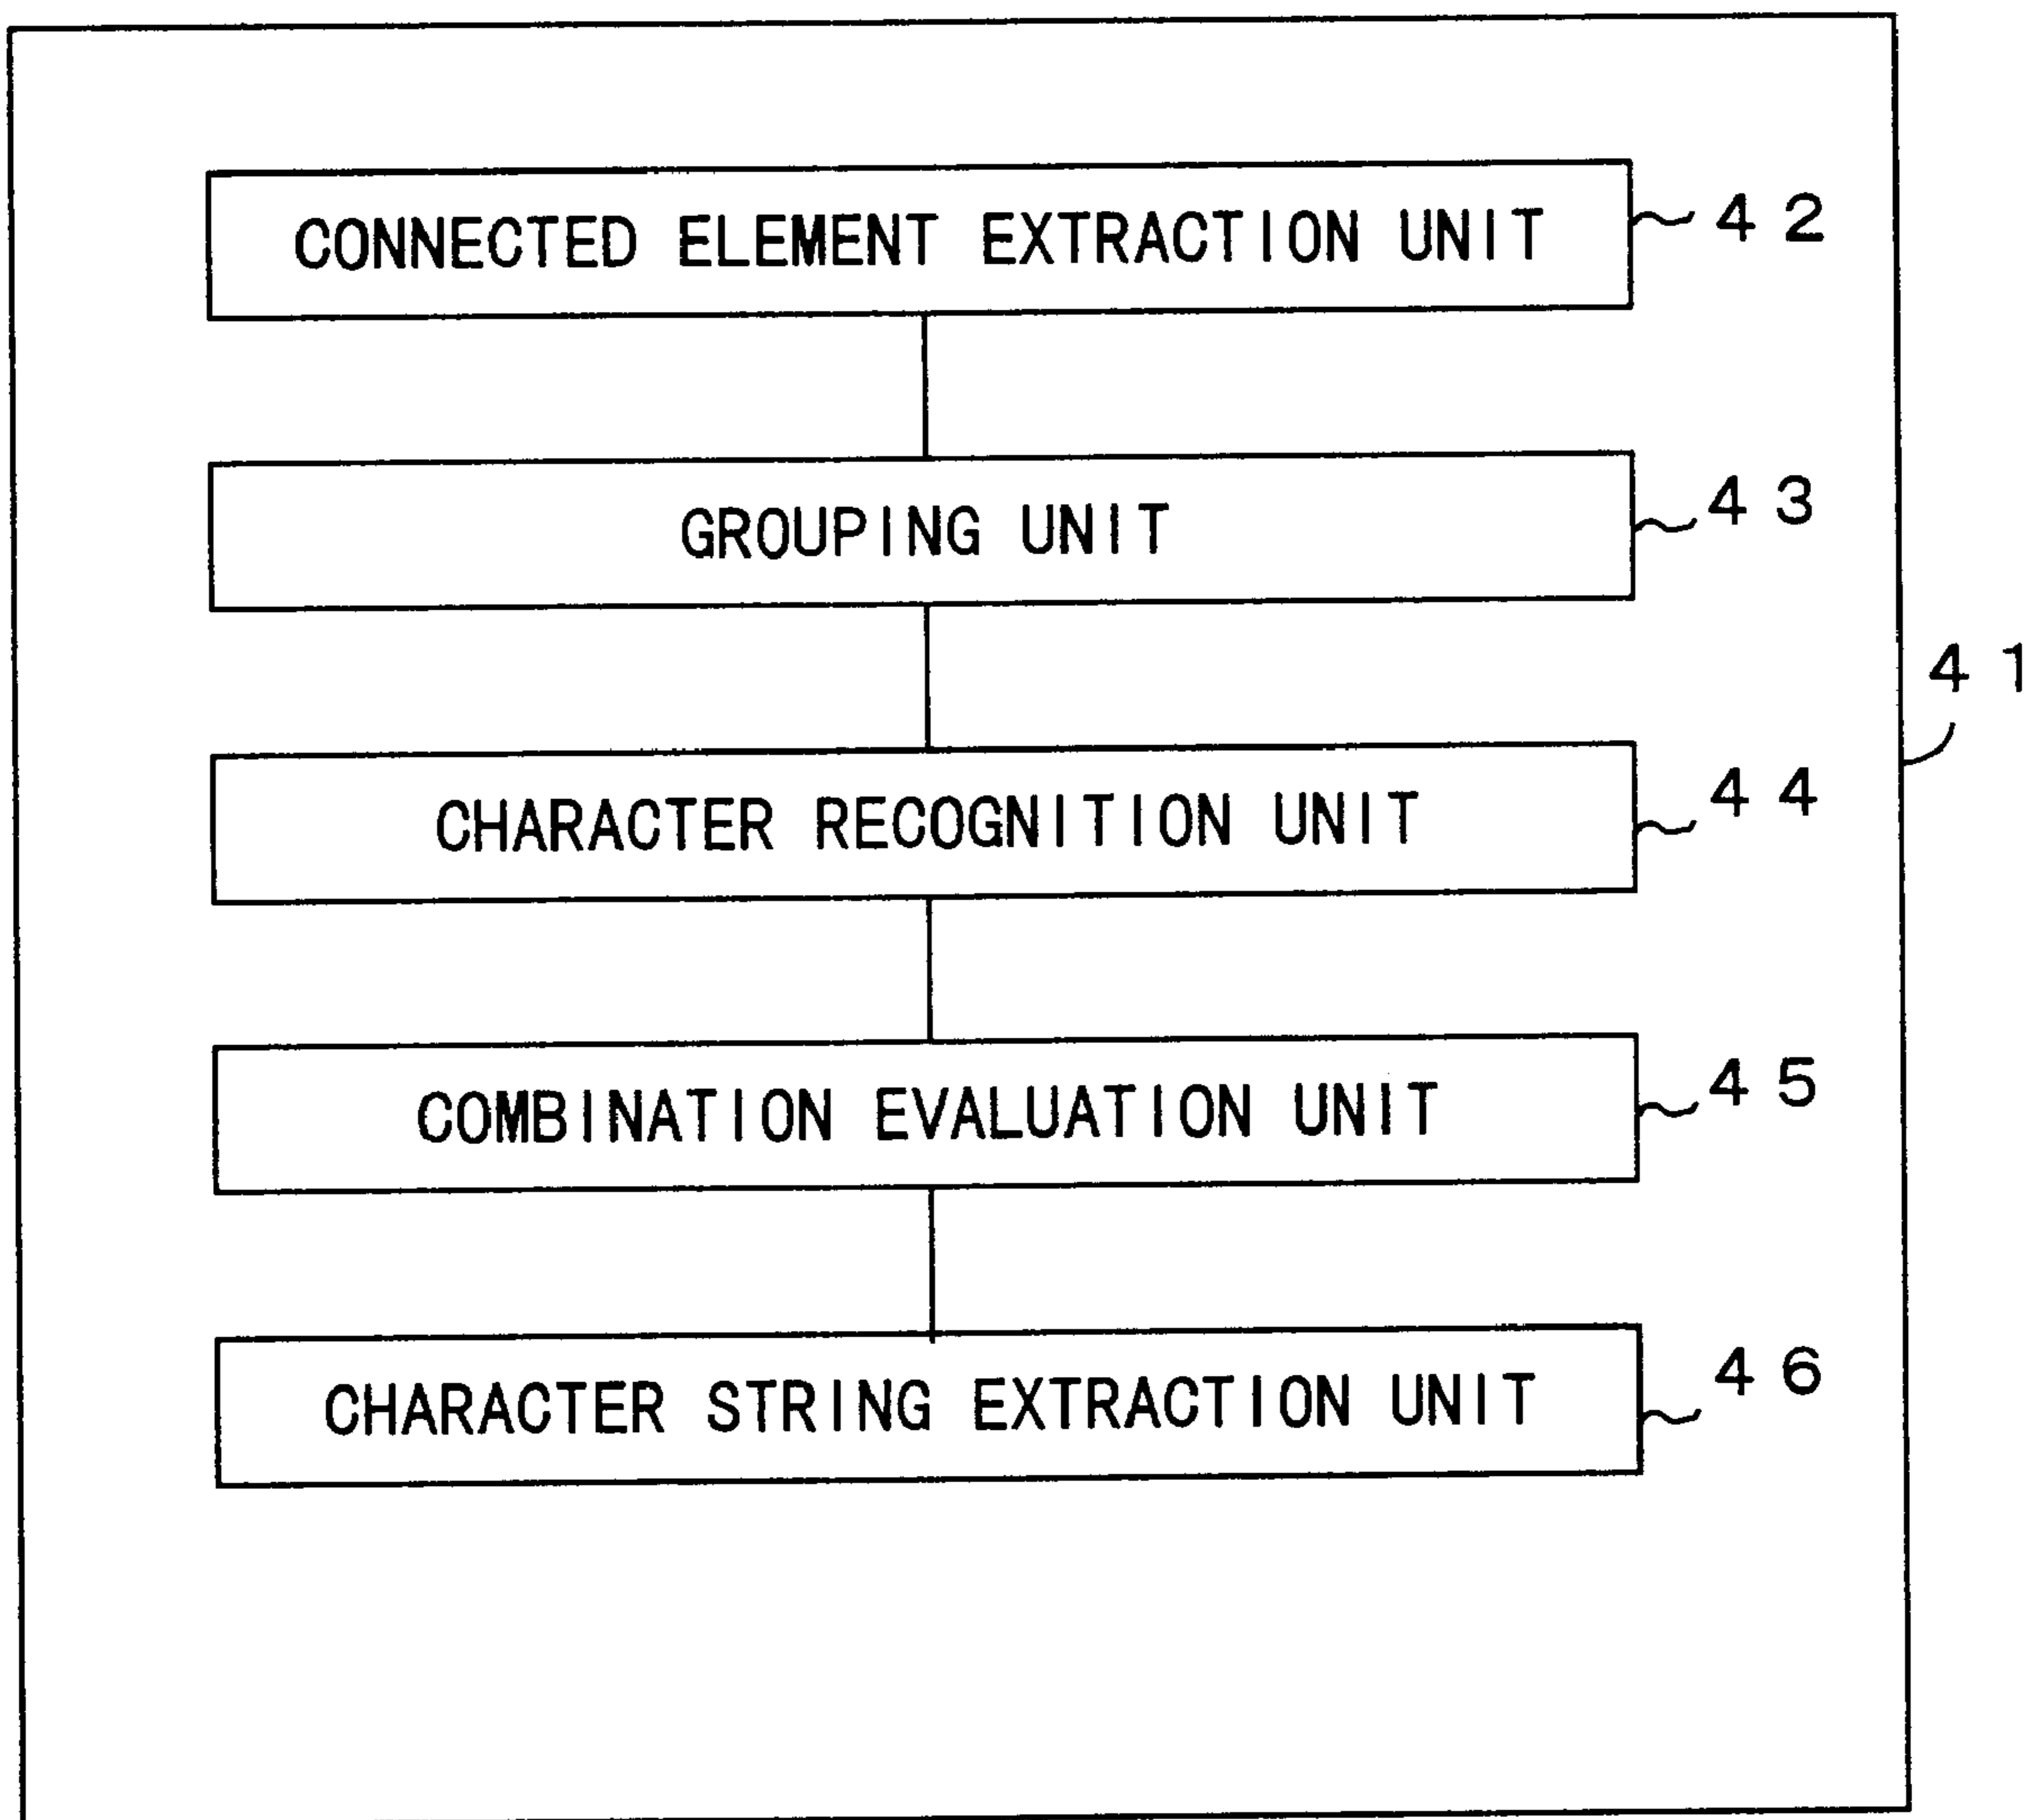 CONNECTED ELEMENT EXTRACTION UNIT 42
GROUPING UNIT 43
41
CHARACTER RECOGNITION UNIT 44
COMBINATION EVALUATION UNIT 45
CHARACTER STRING EXTRACTION UNIT 46